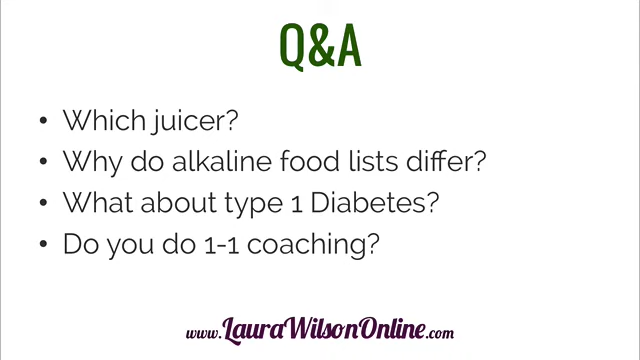 Q&A
• Which juicer?
• Why do alkaline food lists differ?
• What about type 1 Diabetes?
• Do you do 1-1 coaching?
www.LauraWilsonOnline.com